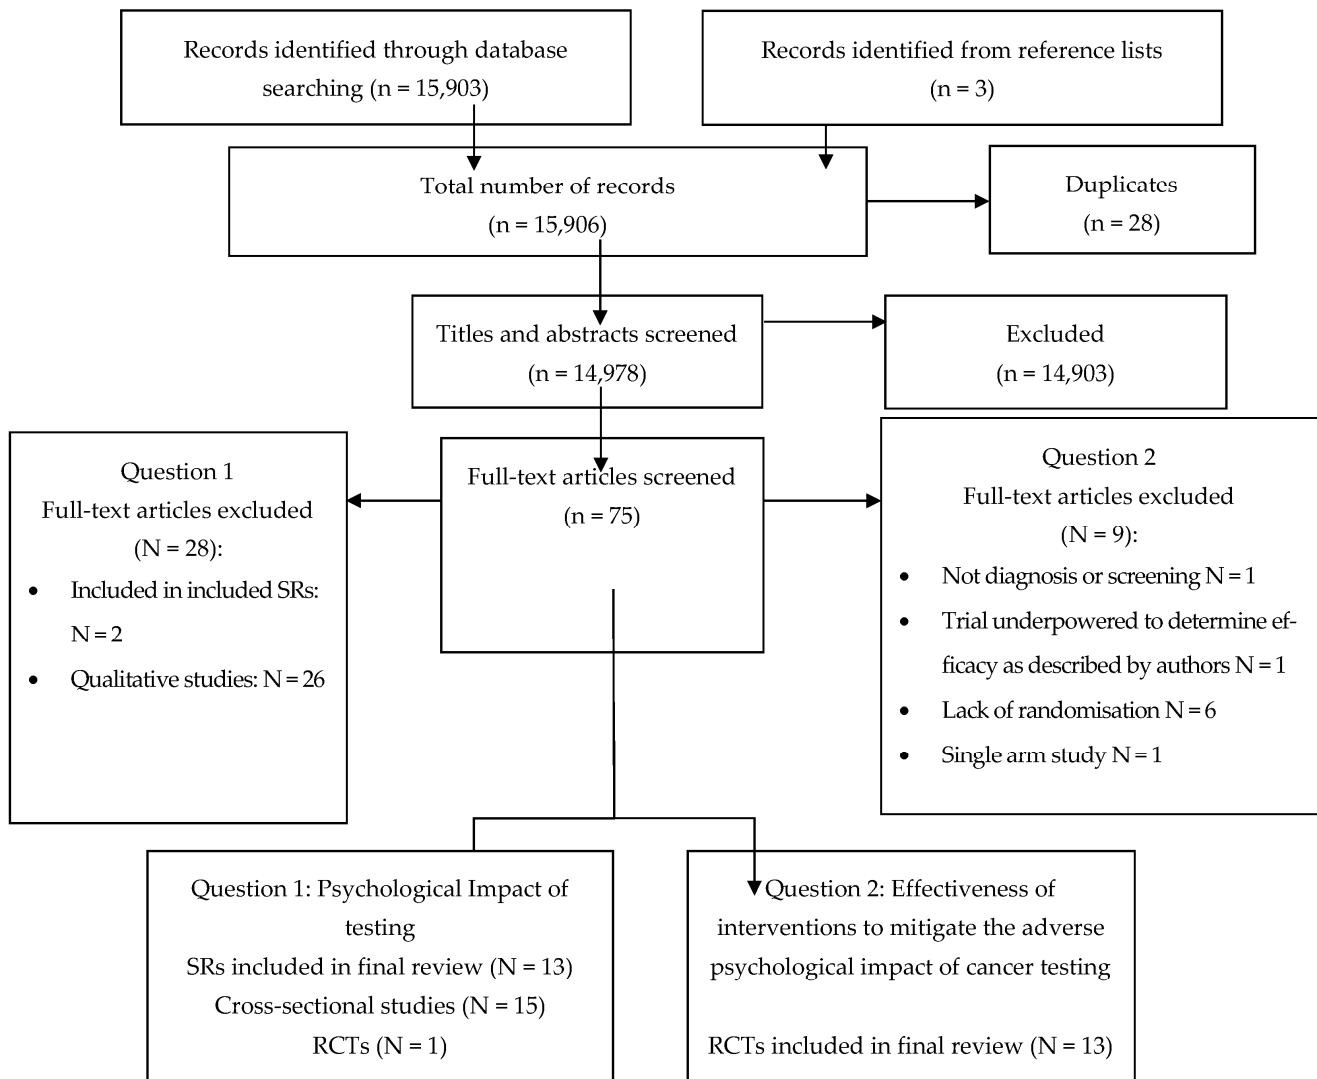 Records identified through database
searching (n = 15,903)
Records identified from reference lists
(n = 3)
Total number of records
(n = 15,906)
Duplicates
(n = 28)
Titles and abstracts screened
(n = 14,978)
Excluded
(n = 14,903)
Question 1
Full-text articles excluded
(N = 28):
• Included in included SRs:
N = 2
• Qualitative studies: N = 26
Full-text articles screened
(n = 75)
Question 2
Full-text articles excluded
(N = 9):
• Not diagnosis or screening N = 1
• Trial underpowered to determine ef-
ficacy as described by authors N = 1
• Lack of randomisation N = 6
• Single arm study N = 1
Question 1: Psychological Impact of
testing
SRs included in final review (N = 13)
Cross-sectional studies (N = 15)
RCTs (N = 1)
Question 2: Effectiveness of
interventions to mitigate the adverse
psychological impact of cancer testing
RCTs included in final review (N = 13)